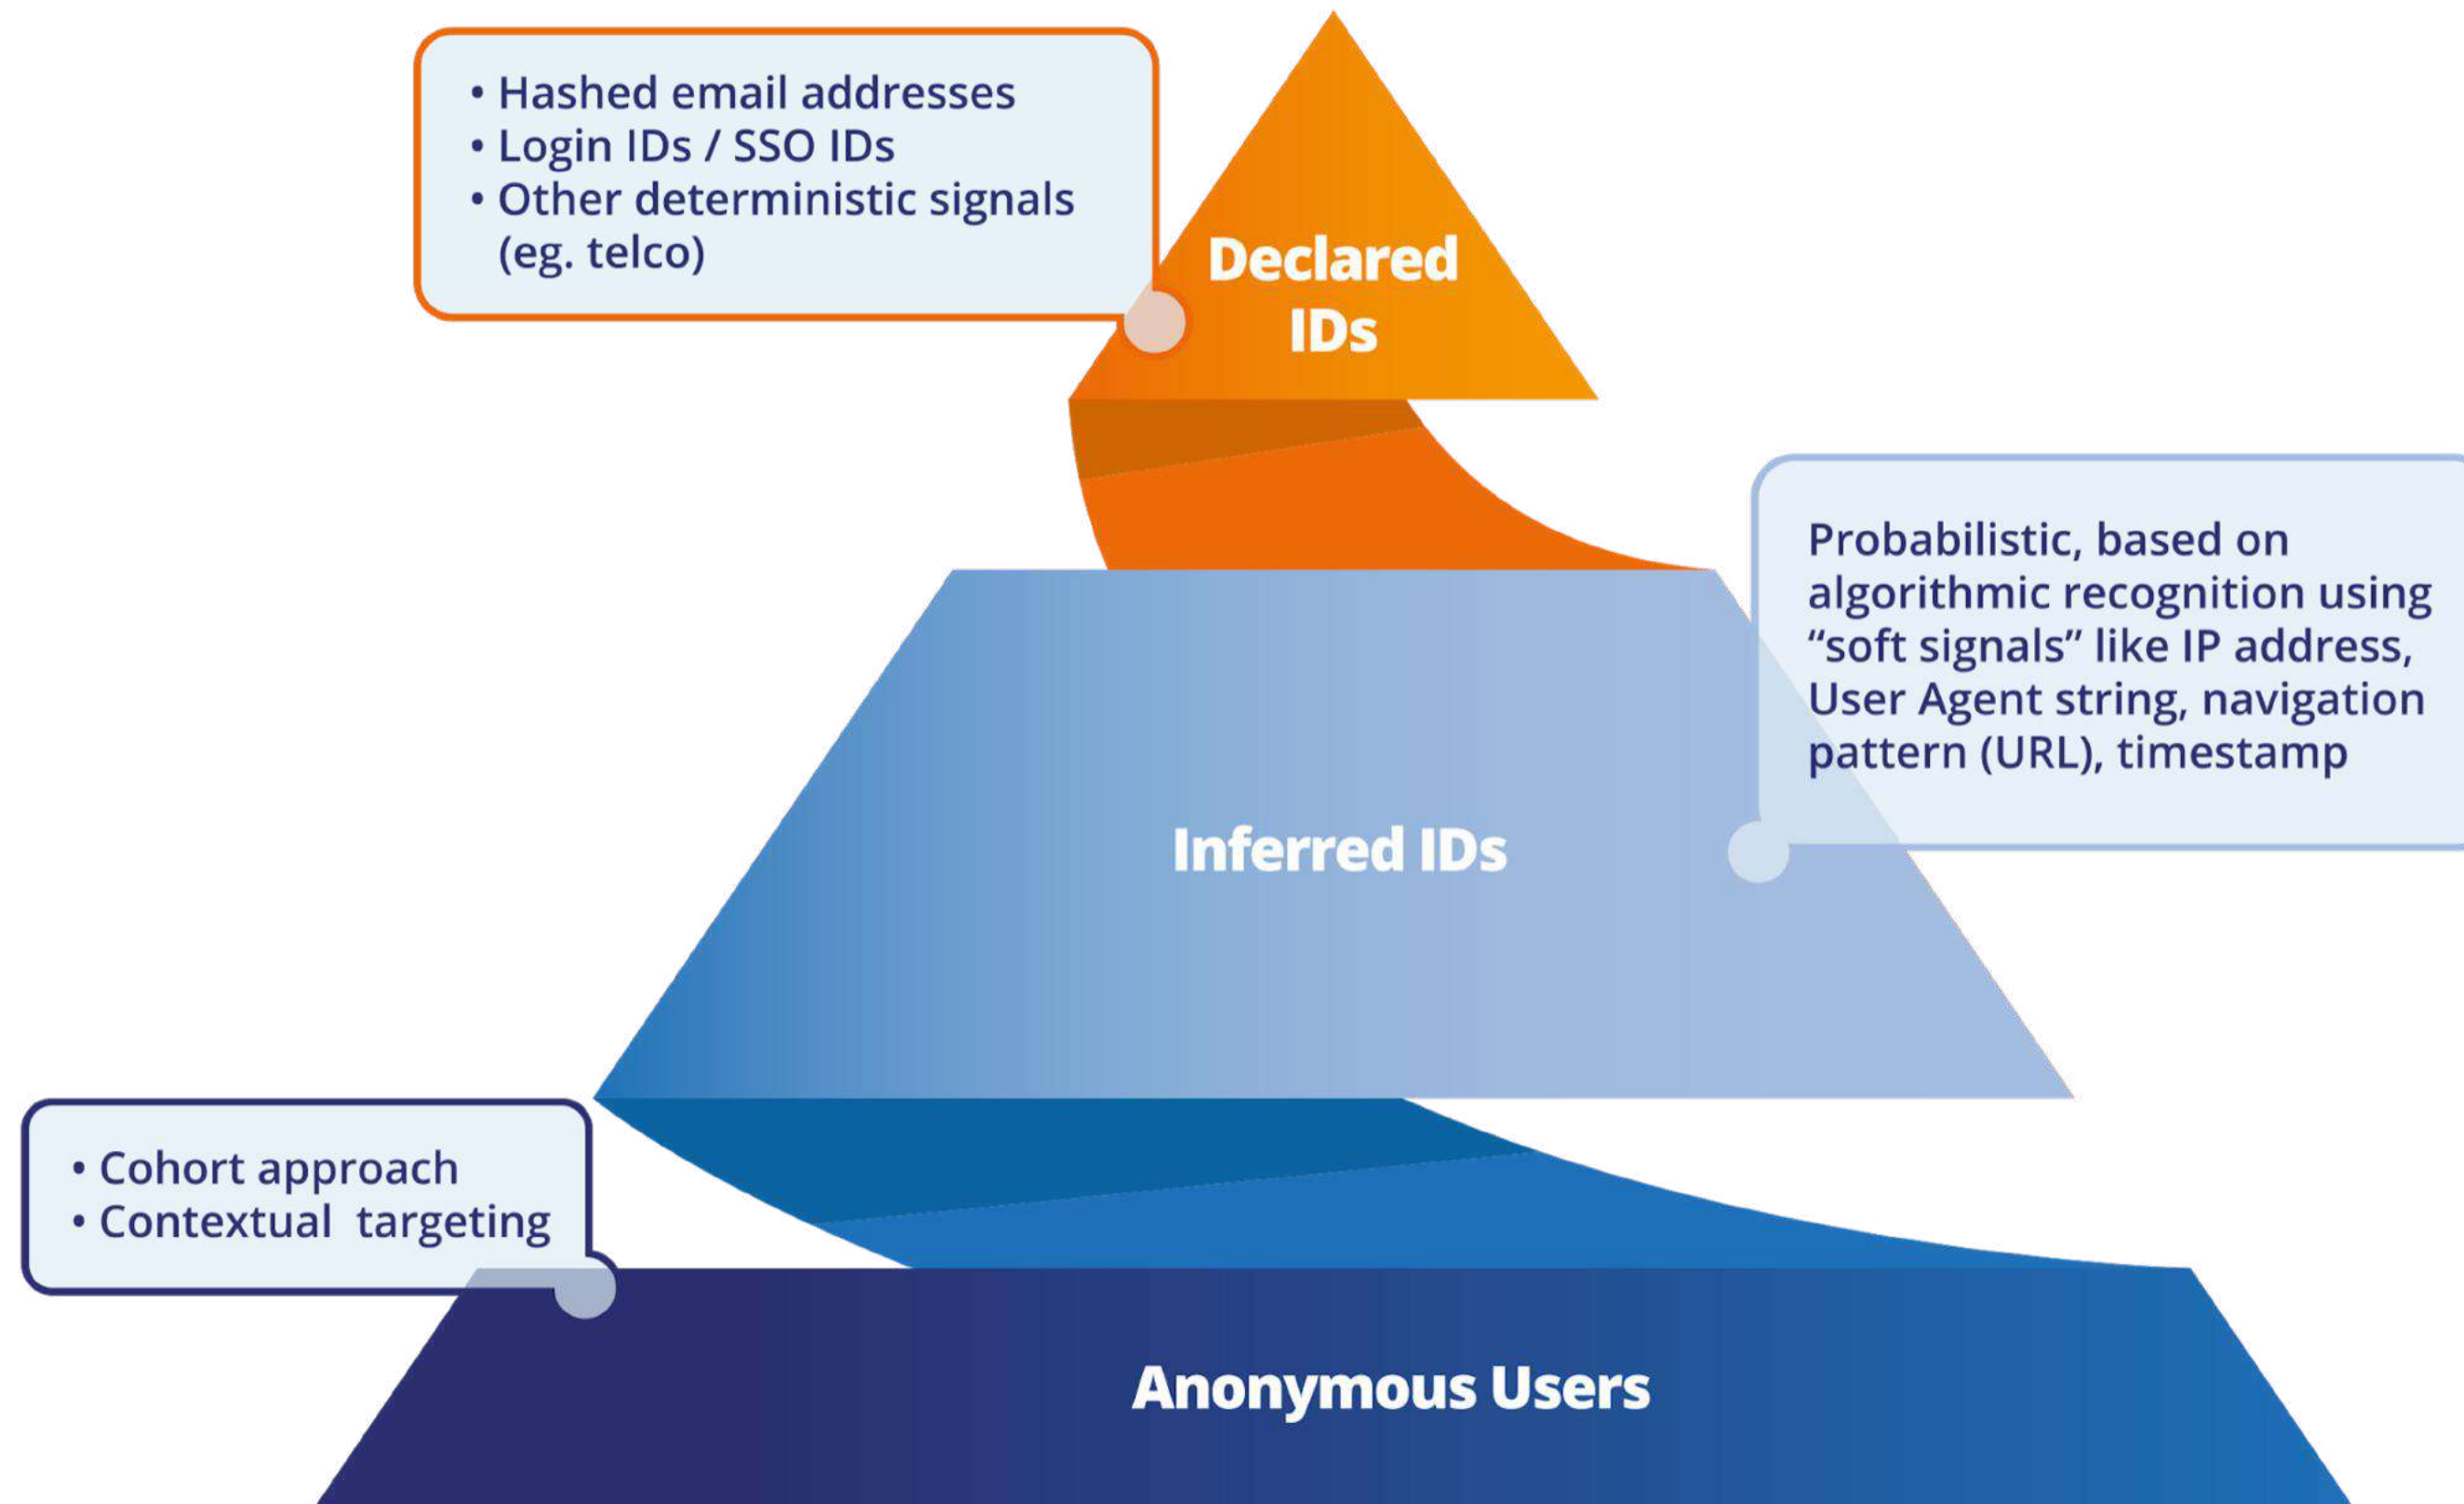 • Hashed email addresses
• Login IDs / SSO IDs
• Other deterministic signals
(eg. telco)
Declared
IDs
Probabilistic, based on
algorithmic recognition using
“soft signals” like IP address,
User Agent string, navigation
pattern (URL), timestamp
Inferred IDs
• Cohort approach
• Contextual  targeting
Anonymous Users